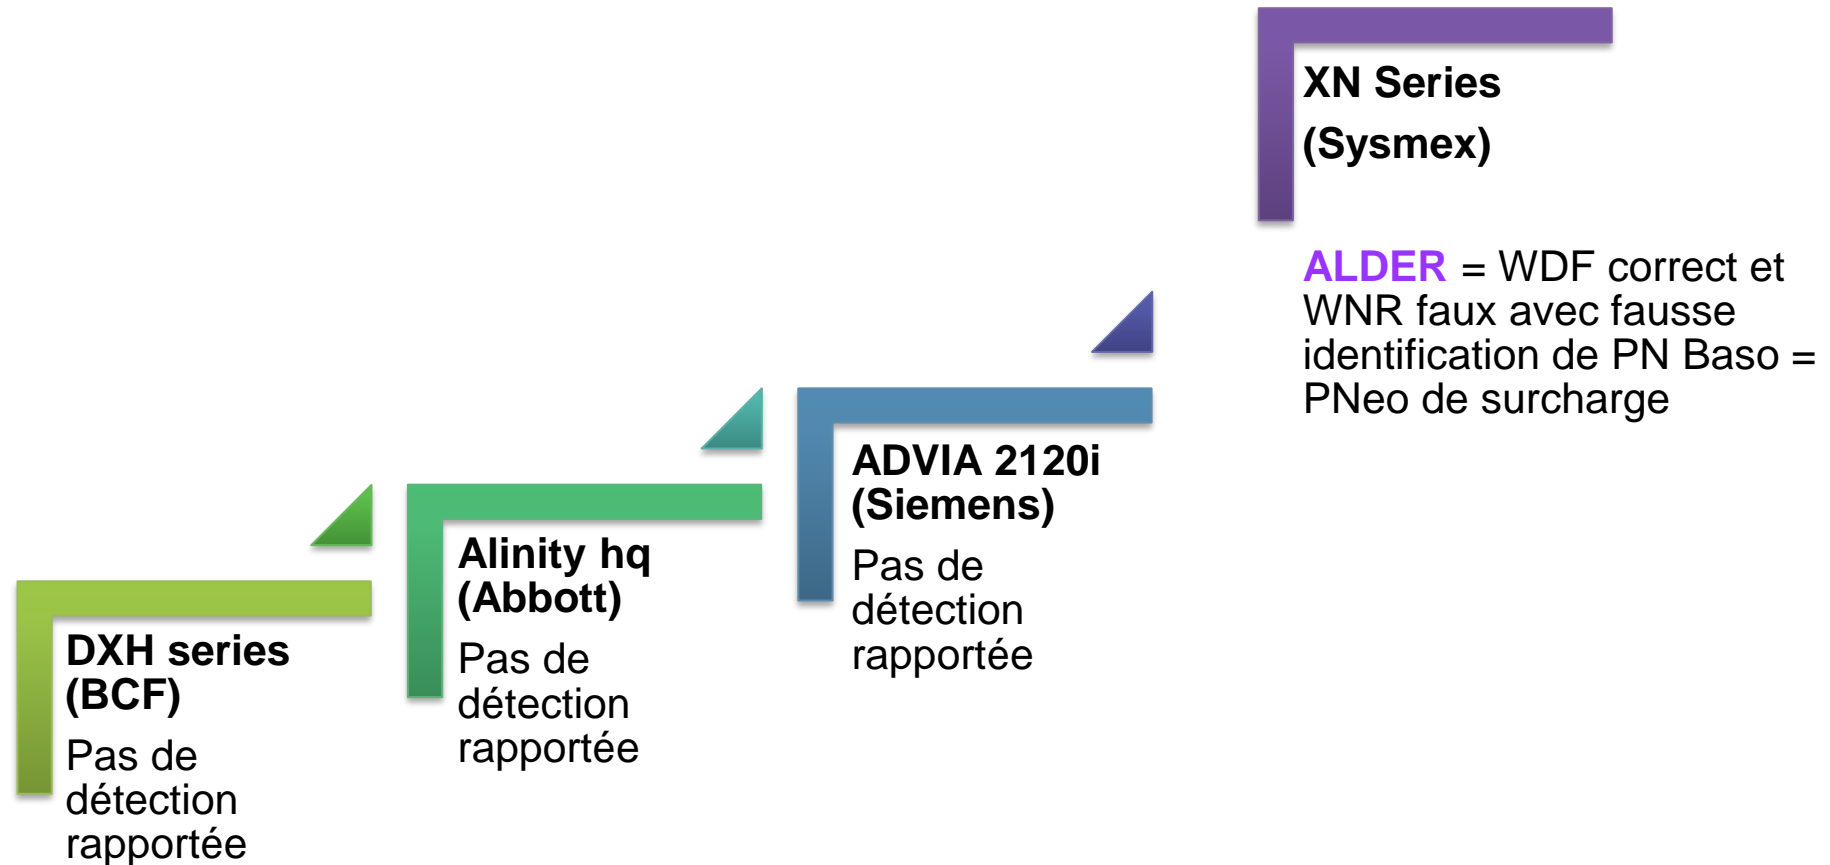 XN Series
(Sysmex)
ALDER = WDF correct et
WNR faux avec fausse
identification de PN Baso =
PNeo de surcharge
ADVIA 2120i
(Siemens)
Pas de
détection
rapportée
Alinity hq
(Abbott)
Pas de
détection
rapportée
DXH series
(BCF)
Pas de
détection
rapportée